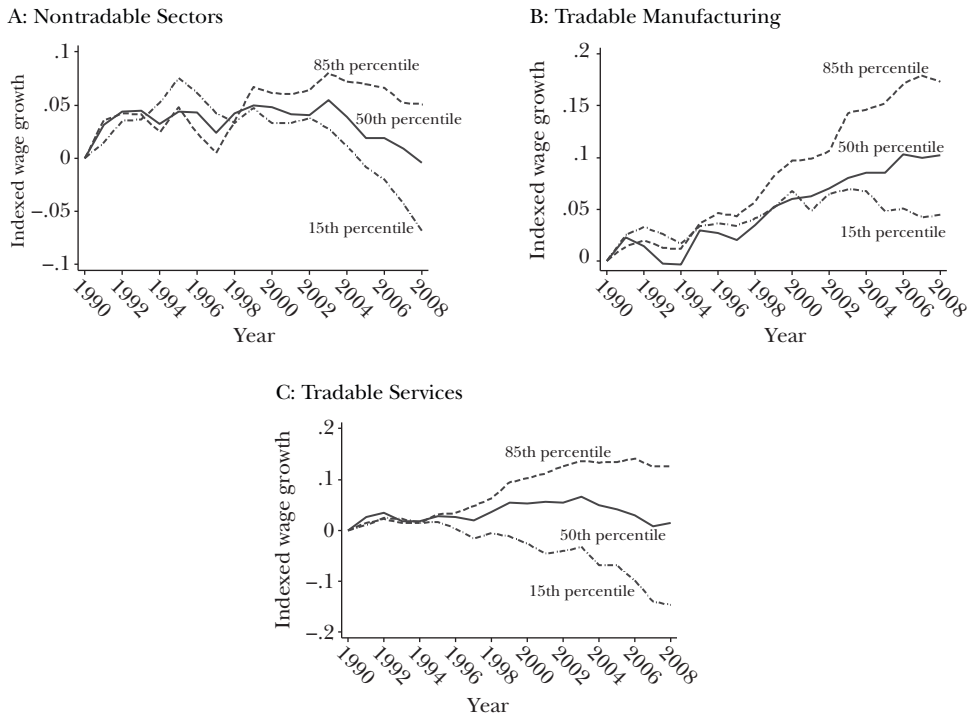 A: Nontradable Sectors
Indexed wage growth
.1
.05
0
−.05
−.1
85th percentile
50th percentile
15th percentile
1990
1992
1994
1996
1998
2000
2002
2004
2006
2008
Year
B: Tradable Manufacturing
Indexed wage growth
.2
.15
.1
.05
0
85th percentile
50th percentile
15th percentile
1990
1992
1994
1996
1998
2000
2002
2004
2006
2008
Year
C: Tradable Services
Indexed wage growth
.2
.1
0
−.1
−.2
85th percentile
50th percentile
15th percentile
1990
1992
1994
1996
1998
2000
2002
2004
2006
2008
Year